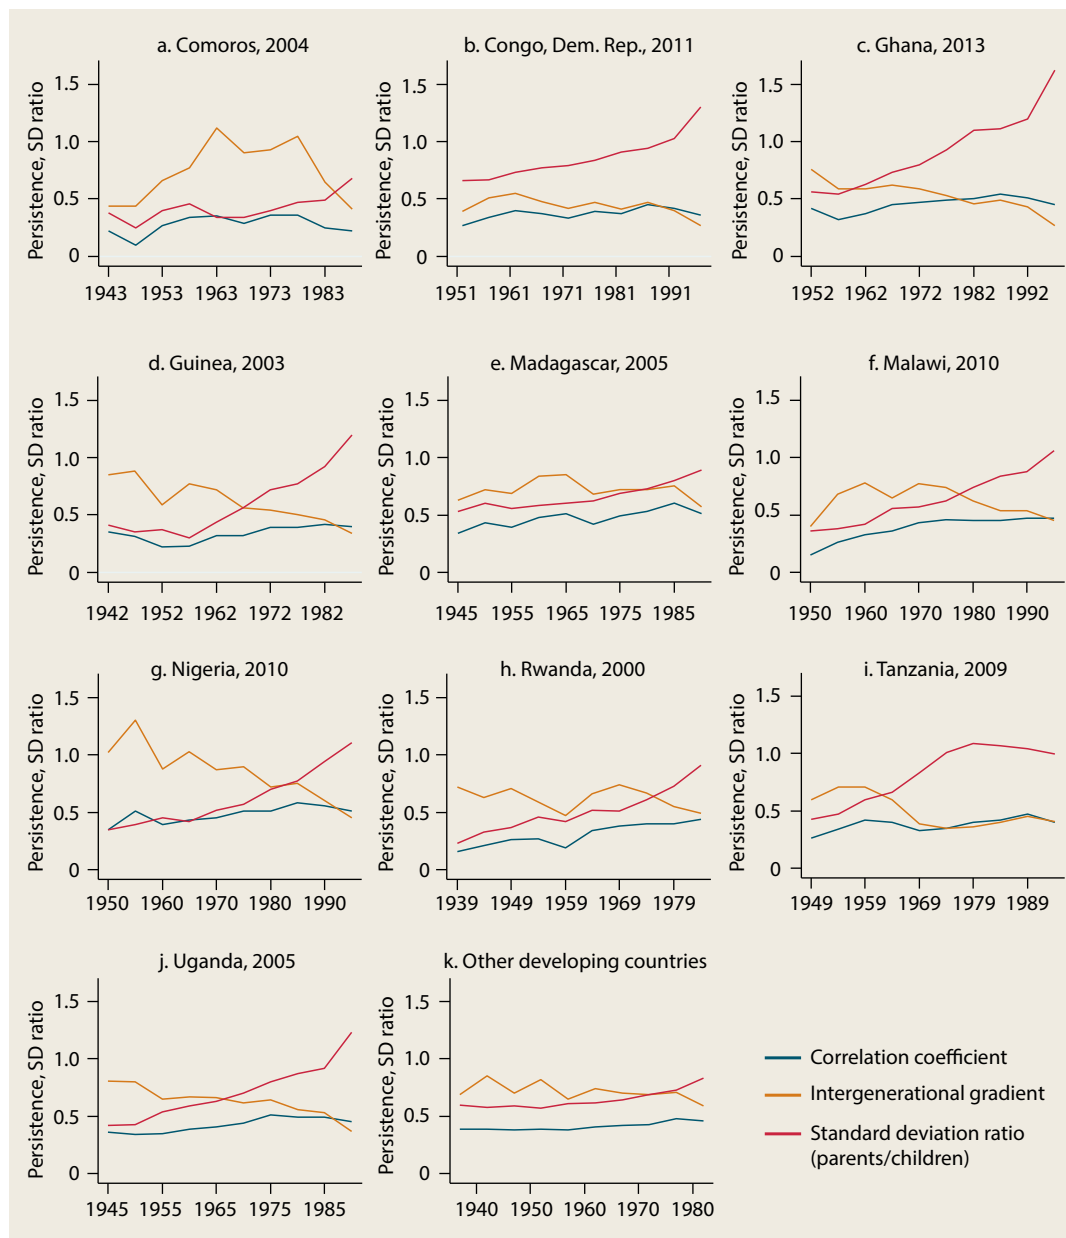 a. Comoros, 2004
Persistence, SD ratio
1.5
1.0
0.5
0
1943 1953 1963 1973 1983
b. Congo, Dem. Rep., 2011
Persistence, SD ratio
1.5
1.0
0.5
0
1951 1961 1971 1981 1991
c. Ghana, 2013
Persistence, SD ratio
1.5
1.0
0.5
0
1952 1962 1972 1982 1992
d. Guinea, 2003
Persistence, SD ratio
1.5
1.0
0.5
0
1942 1952 1962 1972 1982
e. Madagascar, 2005
Persistence, SD ratio
1.5
1.0
0.5
0
1945 1955 1965 1975 1985
f. Malawi, 2010
Persistence, SD ratio
1.5
1.0
0.5
0
1950 1960 1970 1980 1990
g. Nigeria, 2010
Persistence, SD ratio
1.5
1.0
0.5
0
1950 1960 1970 1980 1990
h. Rwanda, 2000
Persistence, SD ratio
1.5
1.0
0.5
0
1939 1949 1959 1969 1979
i. Tanzania, 2009
Persistence, SD ratio
1.5
1.0
0.5
0
1949 1959 1969 1979 1989
j. Uganda, 2005
Persistence, SD ratio
1.5
1.0
0.5
0
1945 1955 1965 1975 1985
k. Other developing countries
Persistence, SD ratio
1.5
1.0
0.5
0
1940 1950 1960 1970 1980
Correlation coefficient
Intergenerational gradient
Standard deviation ratio
(parents/children)